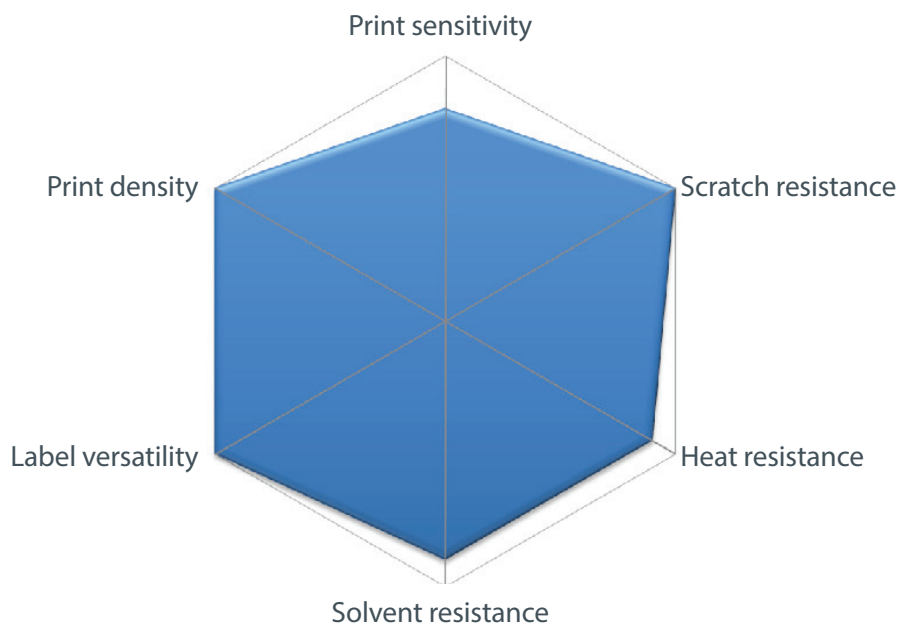 Print sensitivity
Print density
Scratch resistance
Label versatility
Heat resistance
Solvent resistance